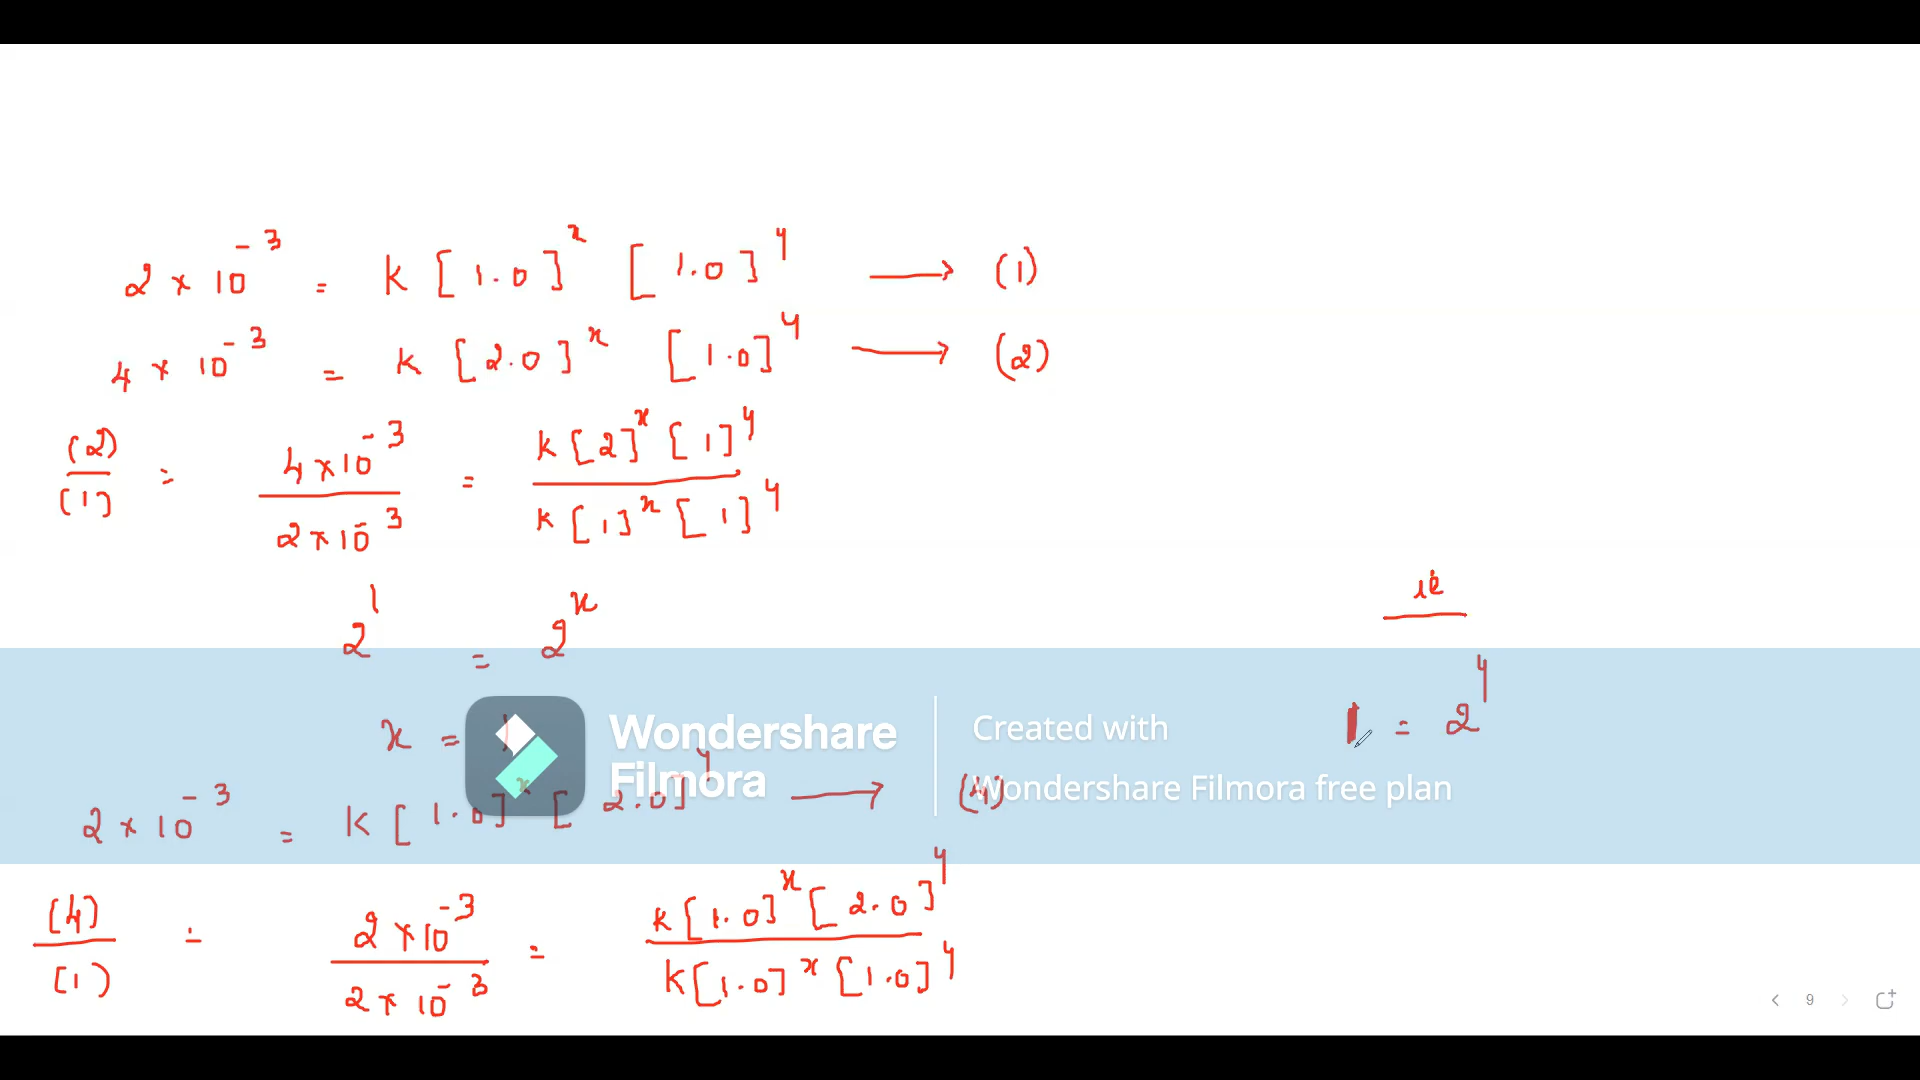 2 × 10⁻³ = k [1.0]ˣ [1.0]ʸ → (1)
4 × 10⁻³ = k [2.0]ˣ [1.0]ʸ → (2)
(2)/(1) = 4×10⁻³/2×10⁻³ = k[2]ˣ[1]ʸ/k[1]ˣ[1]ʸ
2¹ = 2ˣ
x = 1
2 × 10⁻³ = k [1.0]ˣ [2.0]ʸ → (4)
(4)/(1) = 2×10⁻³/2×10⁻³ = k[1.0]ˣ[2.0]ʸ/k[1.0]ˣ[1.0]ʸ
ie
1 = 2ʸ
Wondershare
Filmora
Created with
Wondershare Filmora free plan
9